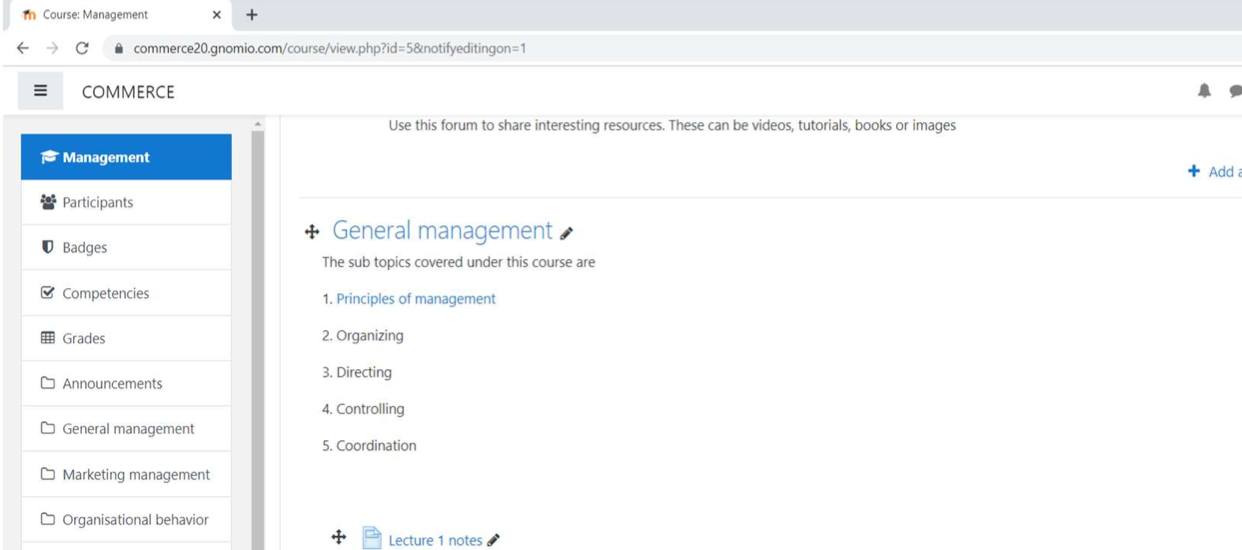 Course: Management
commerce20.gnomio.com/course/view.php?id=5&notifyeditingon=1
COMMERCE
Management
Participants
Badges
Competencies
Grades
Announcements
General management
Marketing management
Organisational behavior
Use this forum to share interesting resources. These can be videos, tutorials, books or images
Add a
General management
The sub topics covered under this course are
1. Principles of management
2. Organizing
3. Directing
4. Controlling
5. Coordination
Lecture 1 notes